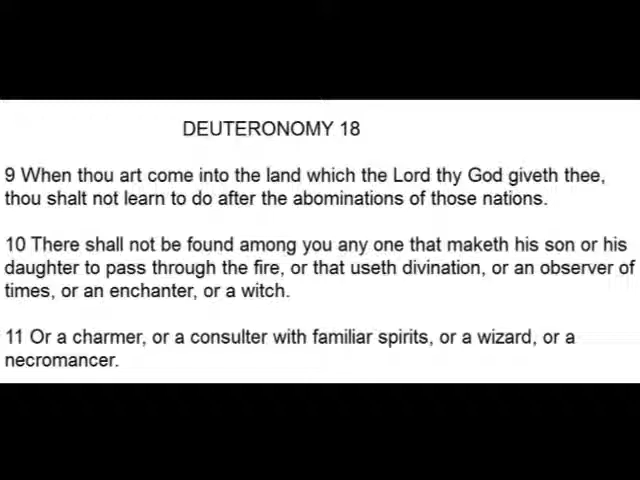 DEUTERONOMY 18
9 When thou art come into the land which the Lord thy God giveth thee,
thou shalt not learn to do after the abominations of those nations.
10 There shall not be found among you any one that maketh his son or his
daughter to pass through the fire, or that useth divination, or an observer of
times, or an enchanter, or a witch.
11 Or a charmer, or a consulter with familiar spirits, or a wizard, or a
necromancer.